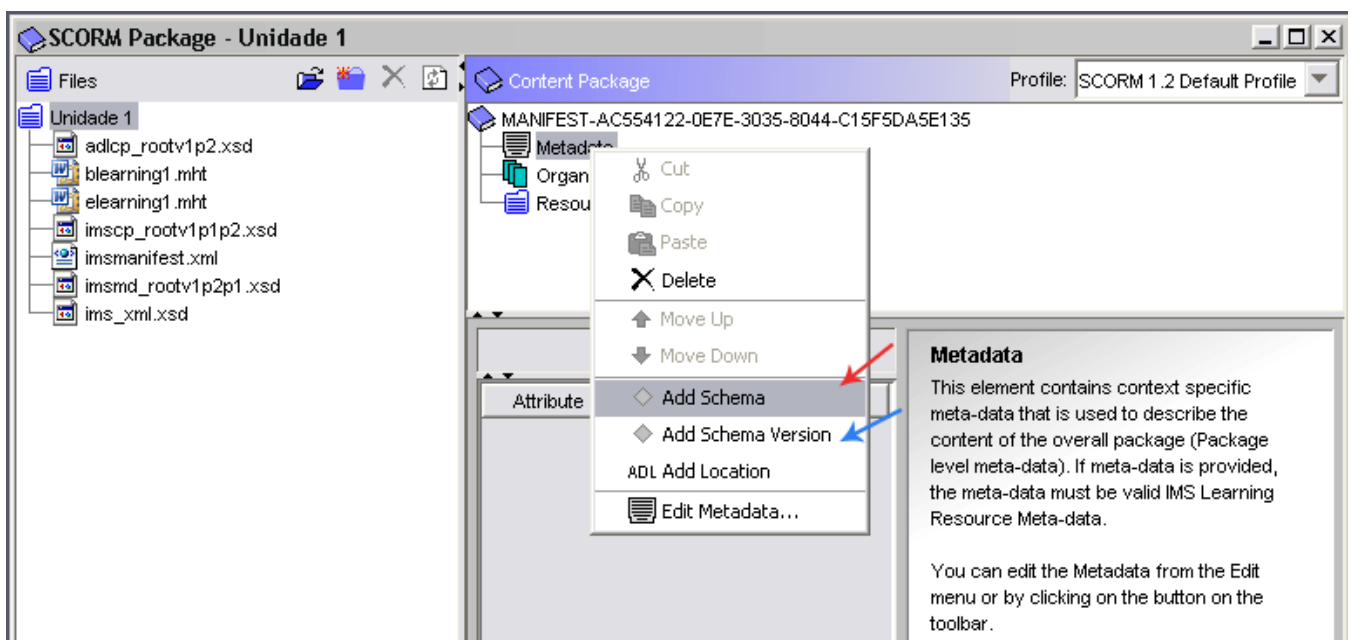 SCORM Package - Unidade 1
Files
Unidade 1
adlcp_rootv1p2.xsd
blearning1.mht
elearning1.mht
imscp_rootv1p1p2.xsd
imsmanifest.xml
imsmd_rootv1p2p1.xsd
ims_xml.xsd
Content Package
Profile: SCORM 1.2 Default Profile
MANIFEST-AC554122-0E7E-3035-8044-C15F5DA5E135
Metadata
Organ
Resou
Cut
Copy
Paste
Delete
Move Up
Move Down
Add Schema
Add Schema Version
ADL Add Location
Edit Metadata...
Attribute
Metadata
This element contains context specific
meta-data that is used to describe the
content of the overall package (Package
level meta-data). If meta-data is provided,
the meta-data must be valid IMS Learning
Resource Meta-data.
You can edit the Metadata from the Edit
menu or by clicking on the button on the
toolbar.